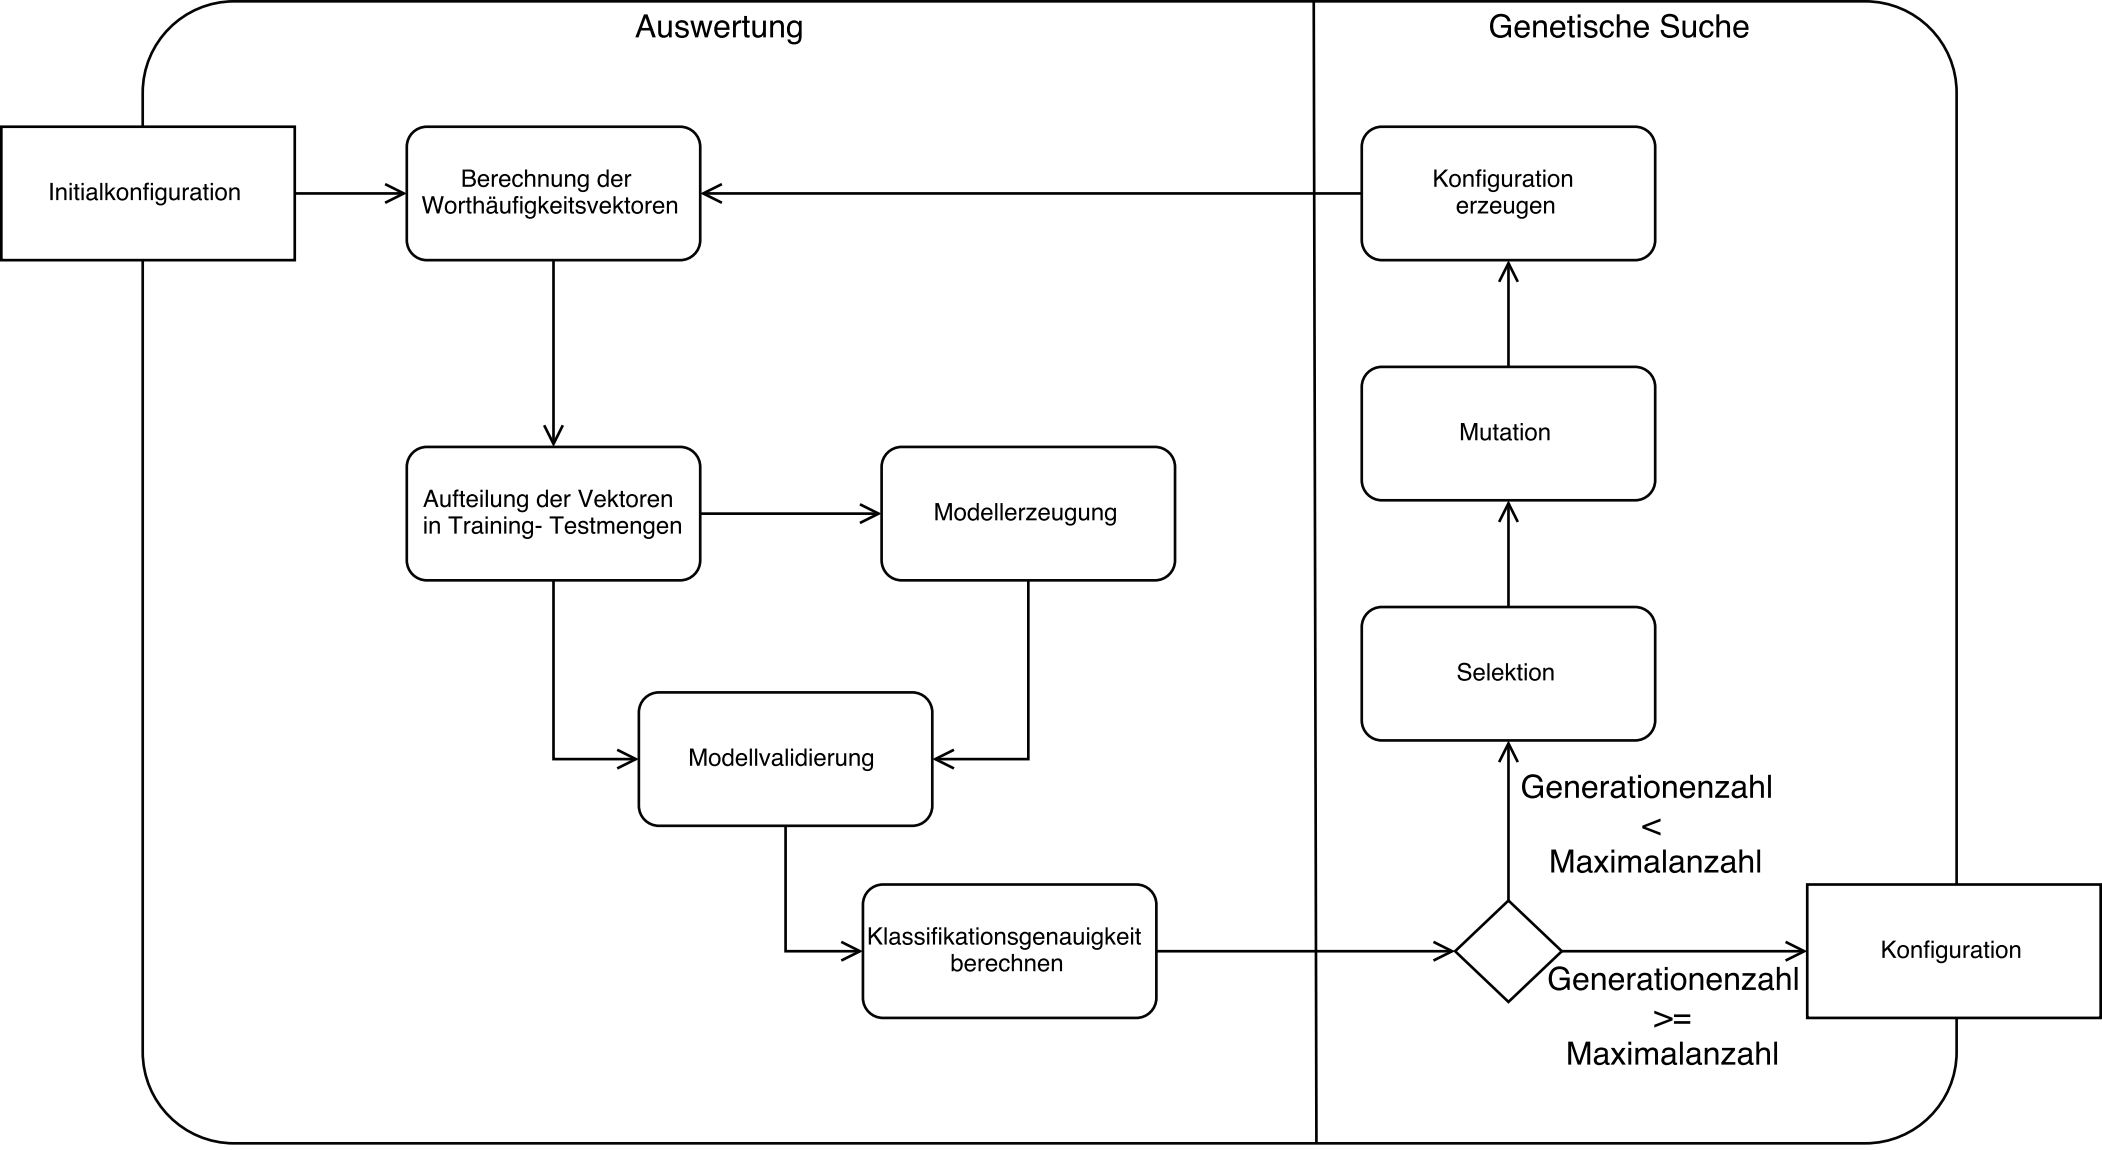 Auswertung
Genetische Suche
Initialkonfiguration
Berechnung der
Worthäufigkeitsvektoren
Konfiguration
erzeugen
Mutation
Aufteilung der Vektoren
in Training- Testmengen
Modellerzeugung
Selektion
Modellvalidierung
Generationenzahl
<
Maximalanzahl
Klassifikationsgenauigkeit
berechnen
Konfiguration
Generationenzahl
>=
Maximalanzahl